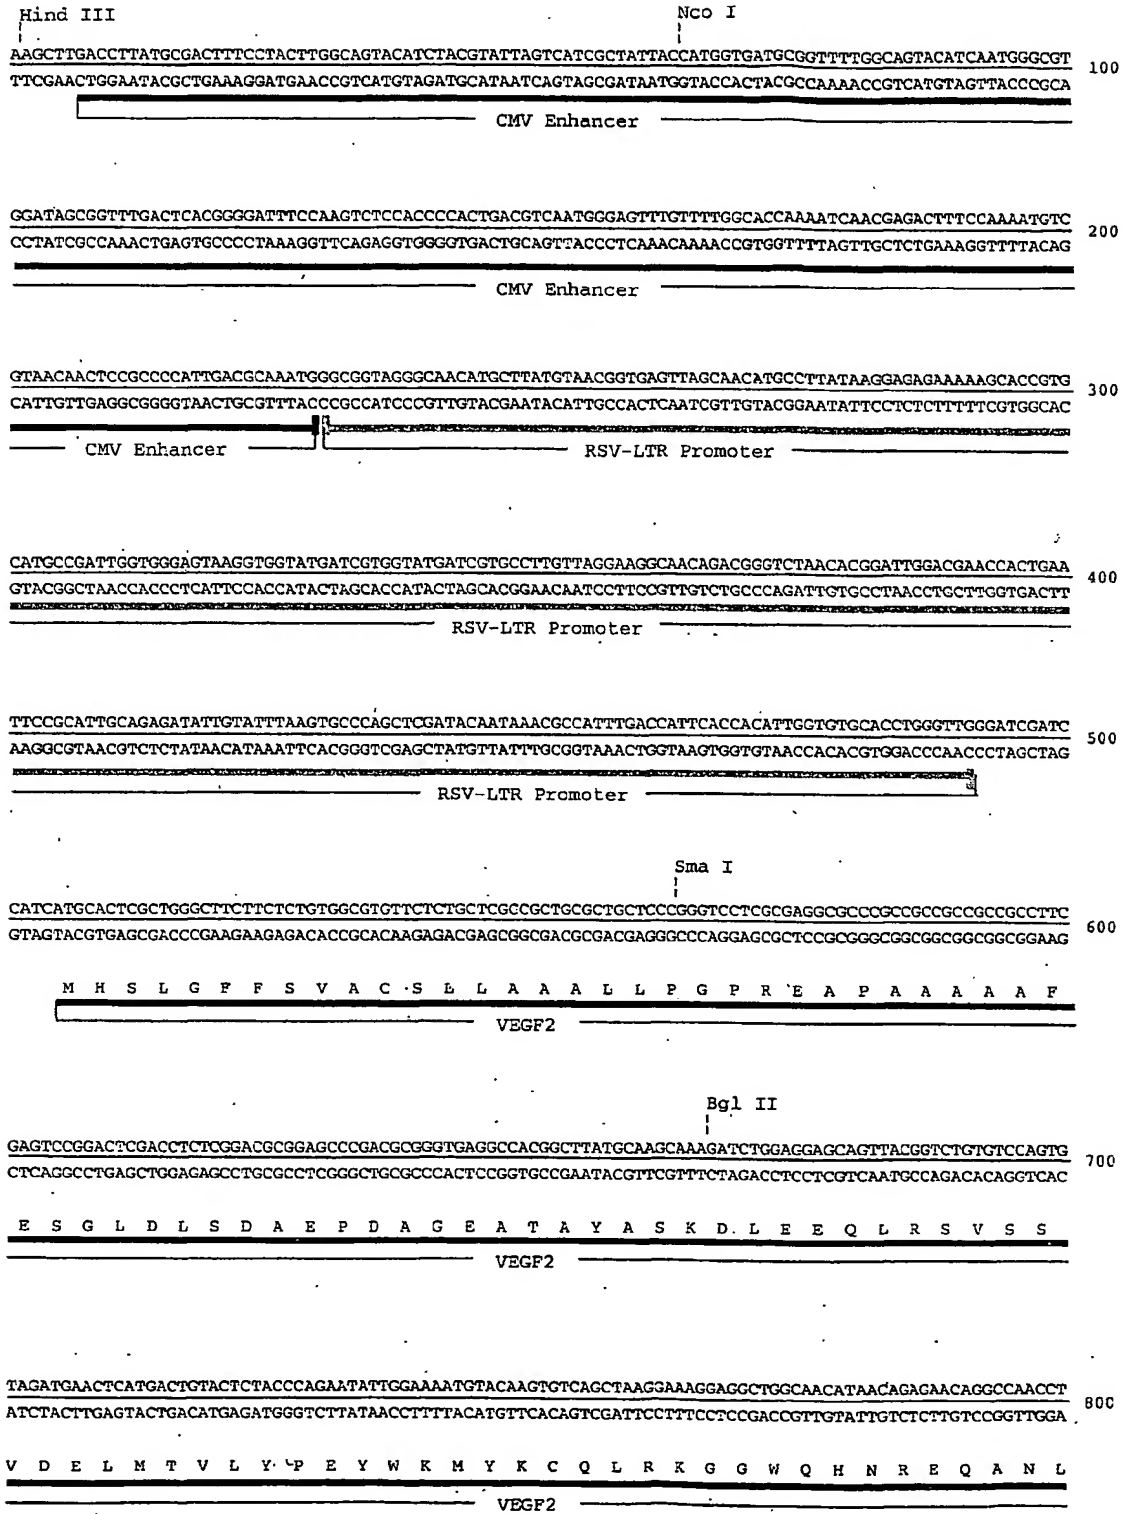 Hind III
Nco I
AAGCTTGACCTTATGCGACTTTCCTACTTGGCAGTACATCTACGTATTAGTCATCGCTATTACCATGGTGATGCGGTTTTGGCAGTACATCAATGGGCGT
100
TTCGAACTGGAATACGCTGAAAGGATGAACCGTCATGTAGATGCATAATCAGTAGCGATAATGGTACCACTACGCCAAAACCGTCATGTAGTTACCCGCA
CMV Enhancer
GGATAGCGGTTTGACTCACGGGGATTTCCAAGTCTCCACCCCACTGACGTCAATGGGAGTTTGTTTTGGCACCAAAATCAACGAGACTTTCCAAAATGTC
200
CCTATCGCCAAACTGAGTGCCCCTAAAGGTTCAGAGGTGGGGTGACTGCAGTTACCCTCAAACAAAACCGTGGTTTTAGTTGCTCTGAAAGGTTTTACAG
CMV Enhancer
GTAACAACTCCGCCCCATTGACGCAAATGGGCGGTAGGGCAACATGCTTATGTAACGGTGAGTTAGCAACATGCCTTATAAGGAGAGAAAAAGCACCGTG
300
CATTGTTGAGGCGGGGTAACTGCGTTTACCCGCCATCCCGTTGTACGAATACATTGCCACTCAATCGTTGTACGGAATATTCCTCTCTTTTTCGTGGCAC
CMV Enhancer
RSV-LTR Promoter
CATGCCGATTGGTGGGAGTAAGGTGGTATGATCGTGGTATGATCGTGCCTTGTTAGGAAGGCAACAGACGGGTCTAACACGGATTGGACGAACCACTGAA
400
GTACGGCTAACCACCCTCATTCCACCATACTAGCACCATACTAGCACGGAACAATCCTTCCGTTGTCTGCCCAGATTGTGCCTAACCTGCTTGGTGACTT
RSV-LTR Promoter
TTCCGCATTGCAGAGATATTGTATTTAAGTGCCCAGCTCGATACAATAAACGCCATTTGACCATTCACCACATTGGTGTGCACCTGGGTTGGGATCGATC
500
AAGGCGTAACGTCTCTATAACATAAATTCACGGGTCGAGCTATGTTATTTGCGGTAAACTGGTAAGTGGTGTAACCACACGTGGACCCAACCCTAGCTAG
RSV-LTR Promoter
Sma I
CATCATGCACTCGCTGGGCTTCTTCTCTGTGGCGTGTTCTCTGCTCGCCGCTGCGCTGCTCCCGGGTCCTCGCGAGGCGCCCGCCGCCGCCGCCGCCTTC
600
GTAGTACGTGAGCGACCCGAAGAAGAGACACCGCACAAGAGACGAGCGGCGACGCGACGAGGGCCCAGGAGCGCTCCGCGGGCGGCGGCGGCGGCGGAAG
M H S L G F F S V A C S L L A A A L L P G P R E A P A A A A A F
VEGF2
Bgl II
GAGTCCGGACTCGACCTCTCGGACGCGGAGCCCGACGCGGGTGAGGCCACGGCTTATGCAAGCAAAGATCTGGAGGAGCAGTTACGGTCTGTGTCCAGTG
700
CTCAGGCCTGAGCTGGAGAGCCTGCGCCTCGGGCTGCGCCCACTCCGGTGCCGAATACGTTCGTTTCTAGACCTCCTCGTCAATGCCAGACACAGGTCAC
E S G L D L S D A E P D A G E A T A Y A S K D L E E Q L R S V S S
VEGF2
TAGATGAACTCATGACTGTACTCTACCCAGAATATTGGAAAATGTACAAGTGTCAGCTAAGGAAAGGAGGCTGGCAACATAACAGAGAACAGGCCAACCT
800
ATCTACTTGAGTACTGACATGAGATGGGTCTTATAACCTTTTACATGTTCACAGTCGATTCCTTTCCTCCGACCGTTGTATTGTCTCTTGTCCGGTTGGA
V D E L M T V L Y P E Y W K M Y K C Q L R K G G W Q H N R E Q A N L
VEGF2